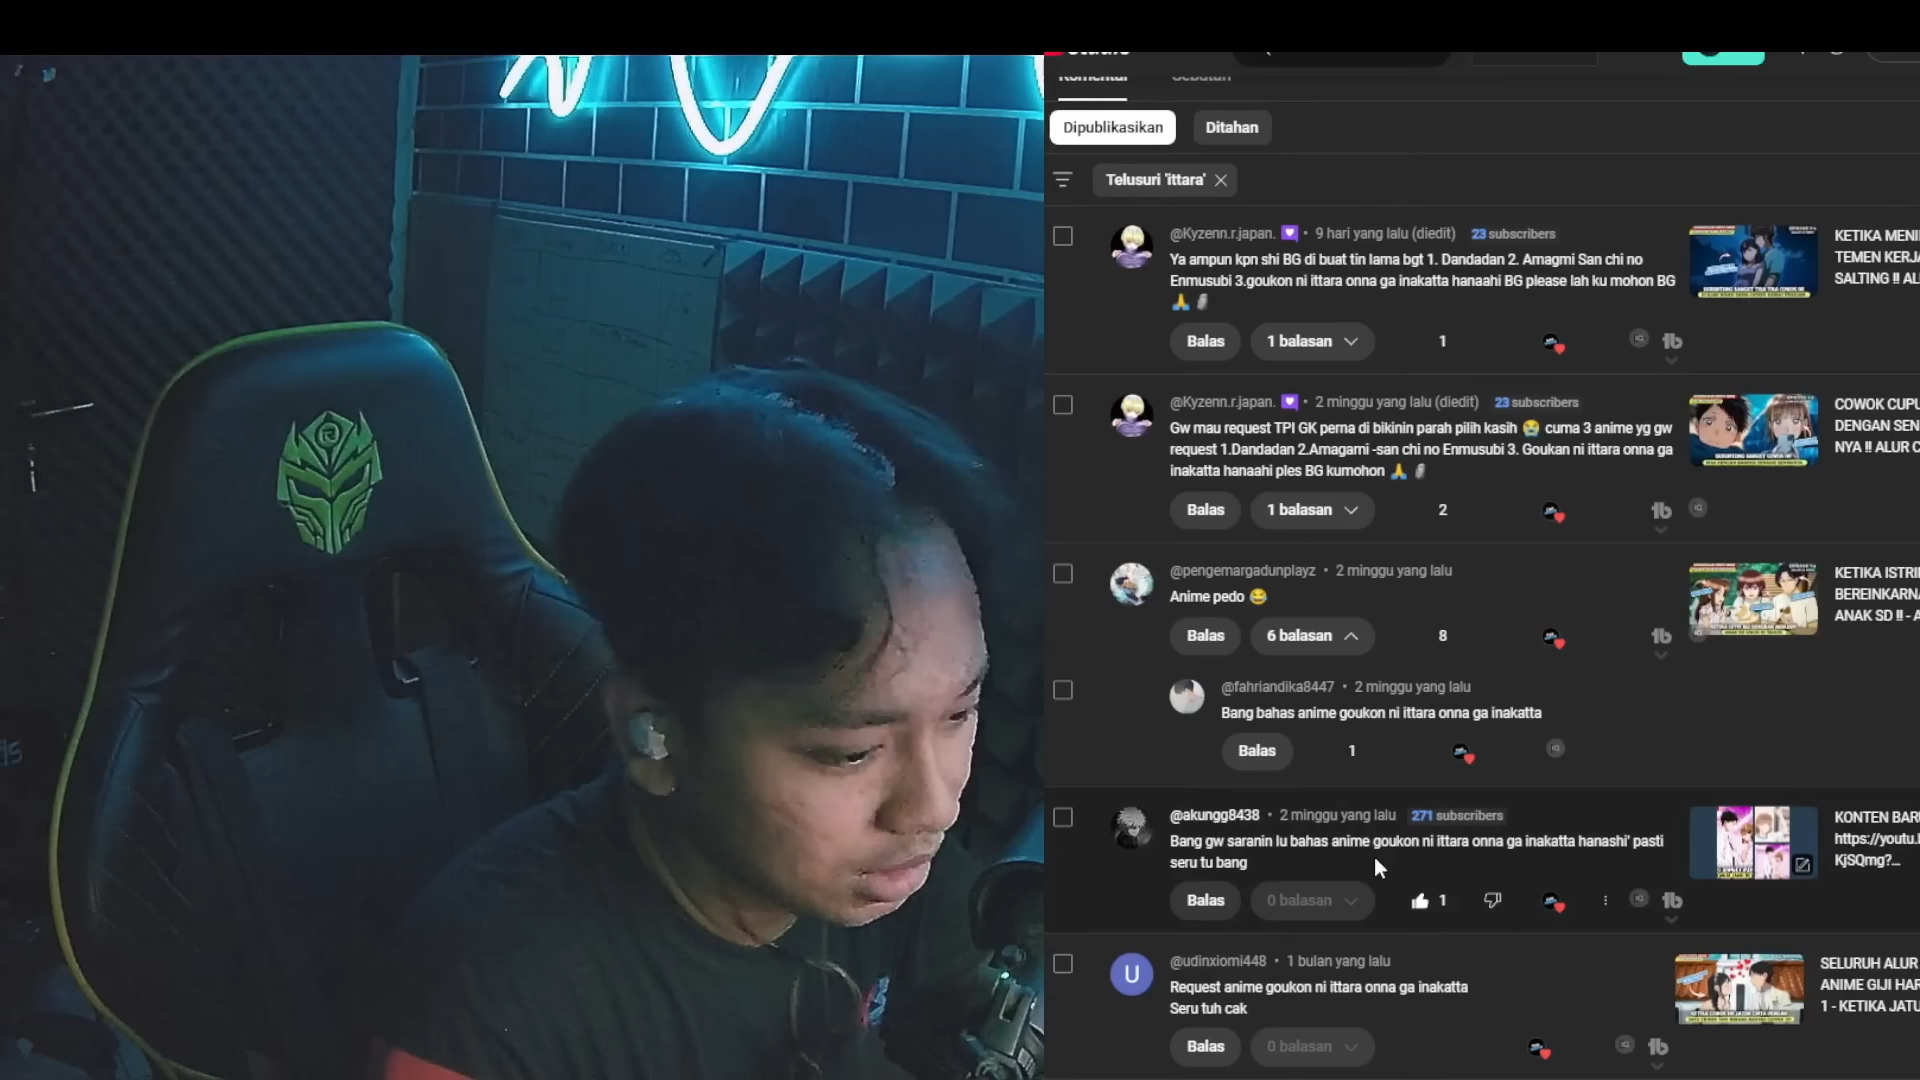 Komentar
Sebutan
Dipublikasikan
Ditahan
Telusuri 'ittara'
@Kyzenn.r.japan. • 9 hari yang lalu (diedit) 23 subscribers
Ya ampun kpn shi BG di buat tin lama bgt 1. Dandadan 2. Amagmi San chi no
Enmusubi 3.goukon ni ittara onna ga inakatta hanaahi BG please lah ku mohon BG
🙏 🗿
Balas
1 balasan
1
KETIKA MENI
TEMEN KERJA
SALTING !! AL
@Kyzenn.r.japan. • 2 minggu yang lalu (diedit) 23 subscribers
Gw mau request TPI GK perna di bikinin parah pilih kasih 😭 cuma 3 anime yg gw
request 1.Dandadan 2.Amagami -san chi no Enmusubi 3. Goukan ni ittara onna ga
inakatta hanaahi ples BG kumohon 🙏 🗿
Balas
1 balasan
2
COWOK CUPU
DENGAN SEN
NYA !! ALUR C
@pengemargadunplayz • 2 minggu yang lalu
Anime pedo 😂
Balas
6 balasan
8
KETIKA ISTRI
BEREINKARNA
ANAK SD !! - A
@fahriandika8447 • 2 minggu yang lalu
Bang bahas anime goukon ni ittara onna ga inakatta
Balas
1
@akungg8438 • 2 minggu yang lalu 271 subscribers
Bang gw saranin lu bahas anime goukon ni ittara onna ga inakatta hanashi' pasti
seru tu bang
Balas
0 balasan
1
KONTEN BAR
https://youtu.b
KjSQmg?...
U
@udinxiomi448 • 1 bulan yang lalu
Request anime goukon ni ittara onna ga inakatta
Seru tuh cak
Balas
0 balasan
SELURUH ALUR
ANIME GIJI HAR
1 - KETIKA JATU